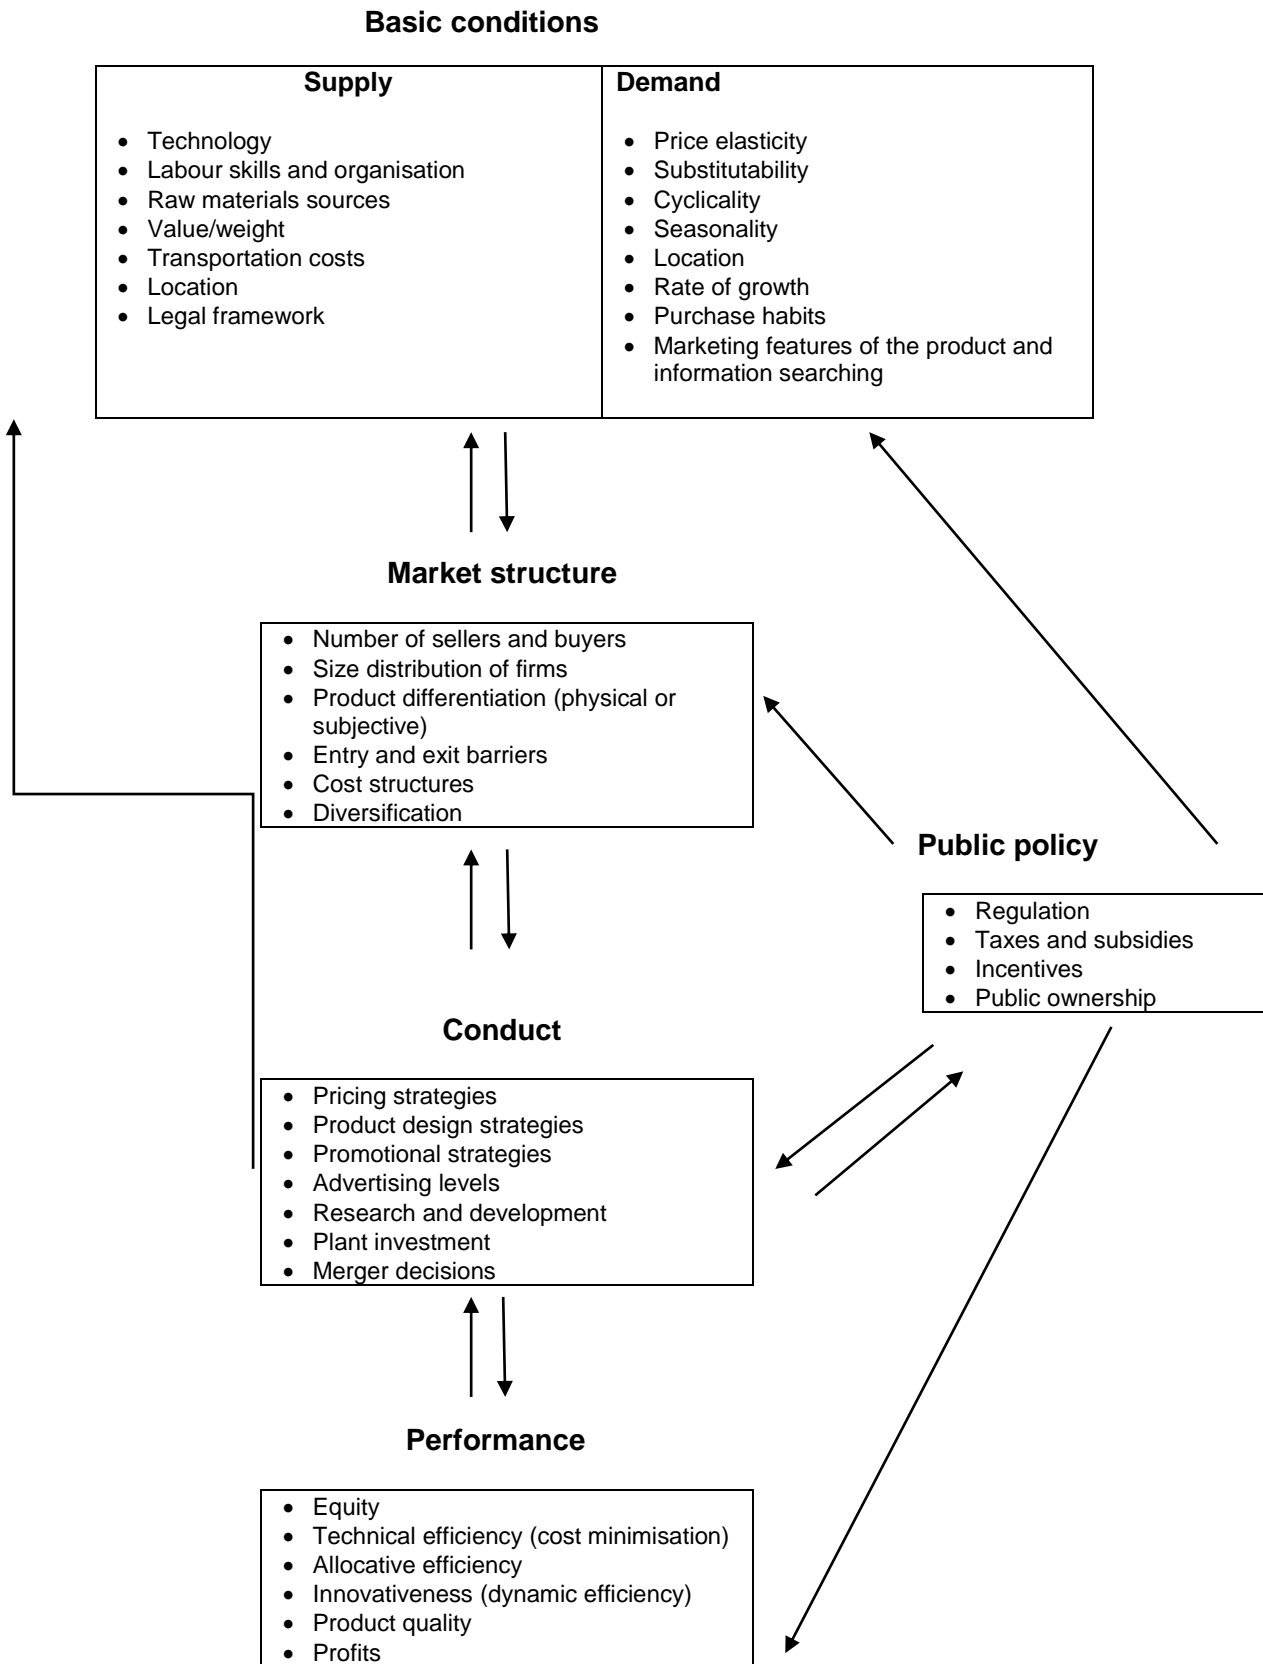 Basic conditions
Supply
• Technology
• Labour skills and organisation
• Raw materials sources
• Value/weight
• Transportation costs
• Location
• Legal framework
Demand
• Price elasticity
• Substitutability
• Cyclicality
• Seasonality
• Location
• Rate of growth
• Purchase habits
• Marketing features of the product and
information searching
Market structure
• Number of sellers and buyers
• Size distribution of firms
• Product differentiation (physical or
subjective)
• Entry and exit barriers
• Cost structures
• Diversification
Public policy
• Regulation
• Taxes and subsidies
• Incentives
• Public ownership
Conduct
• Pricing strategies
• Product design strategies
• Promotional strategies
• Advertising levels
• Research and development
• Plant investment
• Merger decisions
Performance
• Equity
• Technical efficiency (cost minimisation)
• Allocative efficiency
• Innovativeness (dynamic efficiency)
• Product quality
• Profits